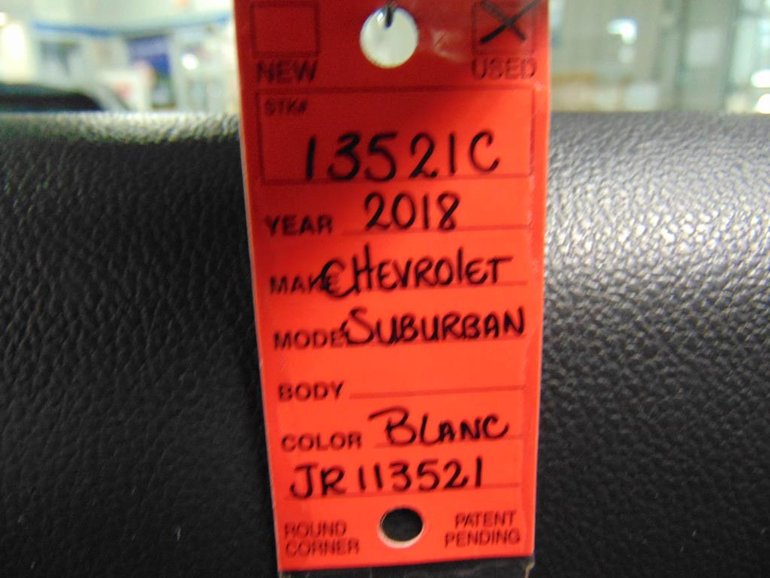 NEW USED
STK#
13521C
YEAR 2018
MAKE CHEVROLET
MODEL SUBURBAN
BODY
COLOR BLANC
JR113521
ROUND CORNER PATENT PENDING